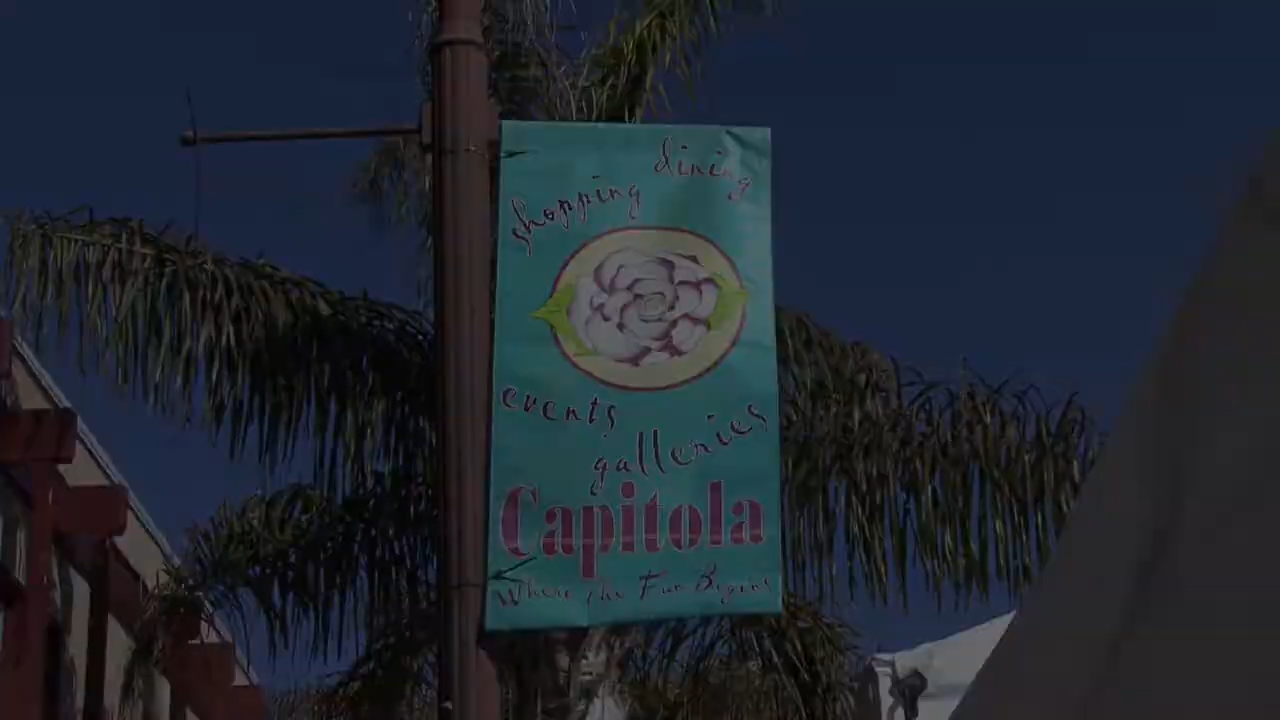 dining
shopping
events
galleries
Capitola
Where the Fun Begins